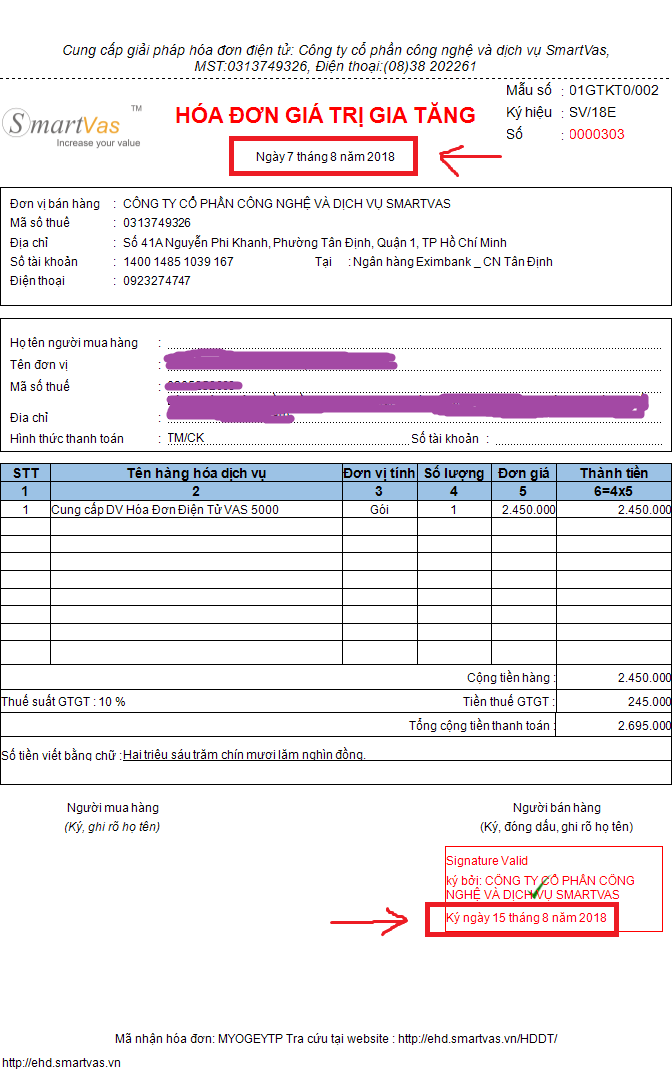 Cung cấp giải pháp hóa đơn điện tử: Công ty cổ phần công nghệ và dịch vụ SmartVas,
MST:0313749326, Điện thoại:(08)38 202261
Mẫu số : 01GTKT0/002
SmartVas TM
Increase your value
HÓA ĐƠN GIÁ TRỊ GIA TĂNG
Ký hiệu : SV/18E
Số : 0000303
Ngày 7 tháng 8 năm 2018
Đơn vị bán hàng : CÔNG TY CỔ PHẦN CÔNG NGHỆ VÀ DỊCH VỤ SMARTVAS
Mã số thuế : 0313749326
Địa chỉ : Số 41A Nguyễn Phi Khanh, Phường Tân Định, Quận 1, TP Hồ Chí Minh
Số tài khoản : 1400 1485 1039 167 Tại : Ngân hàng Eximbank _ CN Tân Định
Điện thoại : 0923274747
Họ tên người mua hàng :
Tên đơn vị :
Mã số thuế :
Địa chỉ :
Hình thức thanh toán : TM/CK Số tài khoản :
STT Tên hàng hóa dịch vụ Đơn vị tính Số lượng Đơn giá Thành tiền
1 2 3 4 5 6=4x5
1 Cung cấp DV Hóa Đơn Điện Tử VAS 5000 Gói 1 2.450.000 2.450.000
Cộng tiền hàng : 2.450.000
Thuế suất GTGT : 10 % Tiền thuế GTGT : 245.000
Tổng cộng tiền thanh toán : 2.695.000
Số tiền viết bằng chữ : Hai triệu sáu trăm chín mươi lăm nghìn đồng.
Người mua hàng Người bán hàng
(Ký, ghi rõ họ tên) (Ký, đóng dấu, ghi rõ họ tên)
Signature Valid
ký bởi: CÔNG TY CỔ PHẦN CÔNG
NGHỆ VÀ DỊCH VỤ SMARTVAS
Ký ngày 15 tháng 8 năm 2018
Mã nhận hóa đơn: MYOGEYTP Tra cứu tại website : http://ehd.smartvas.vn/HDDT/
http://ehd.smartvas.vn